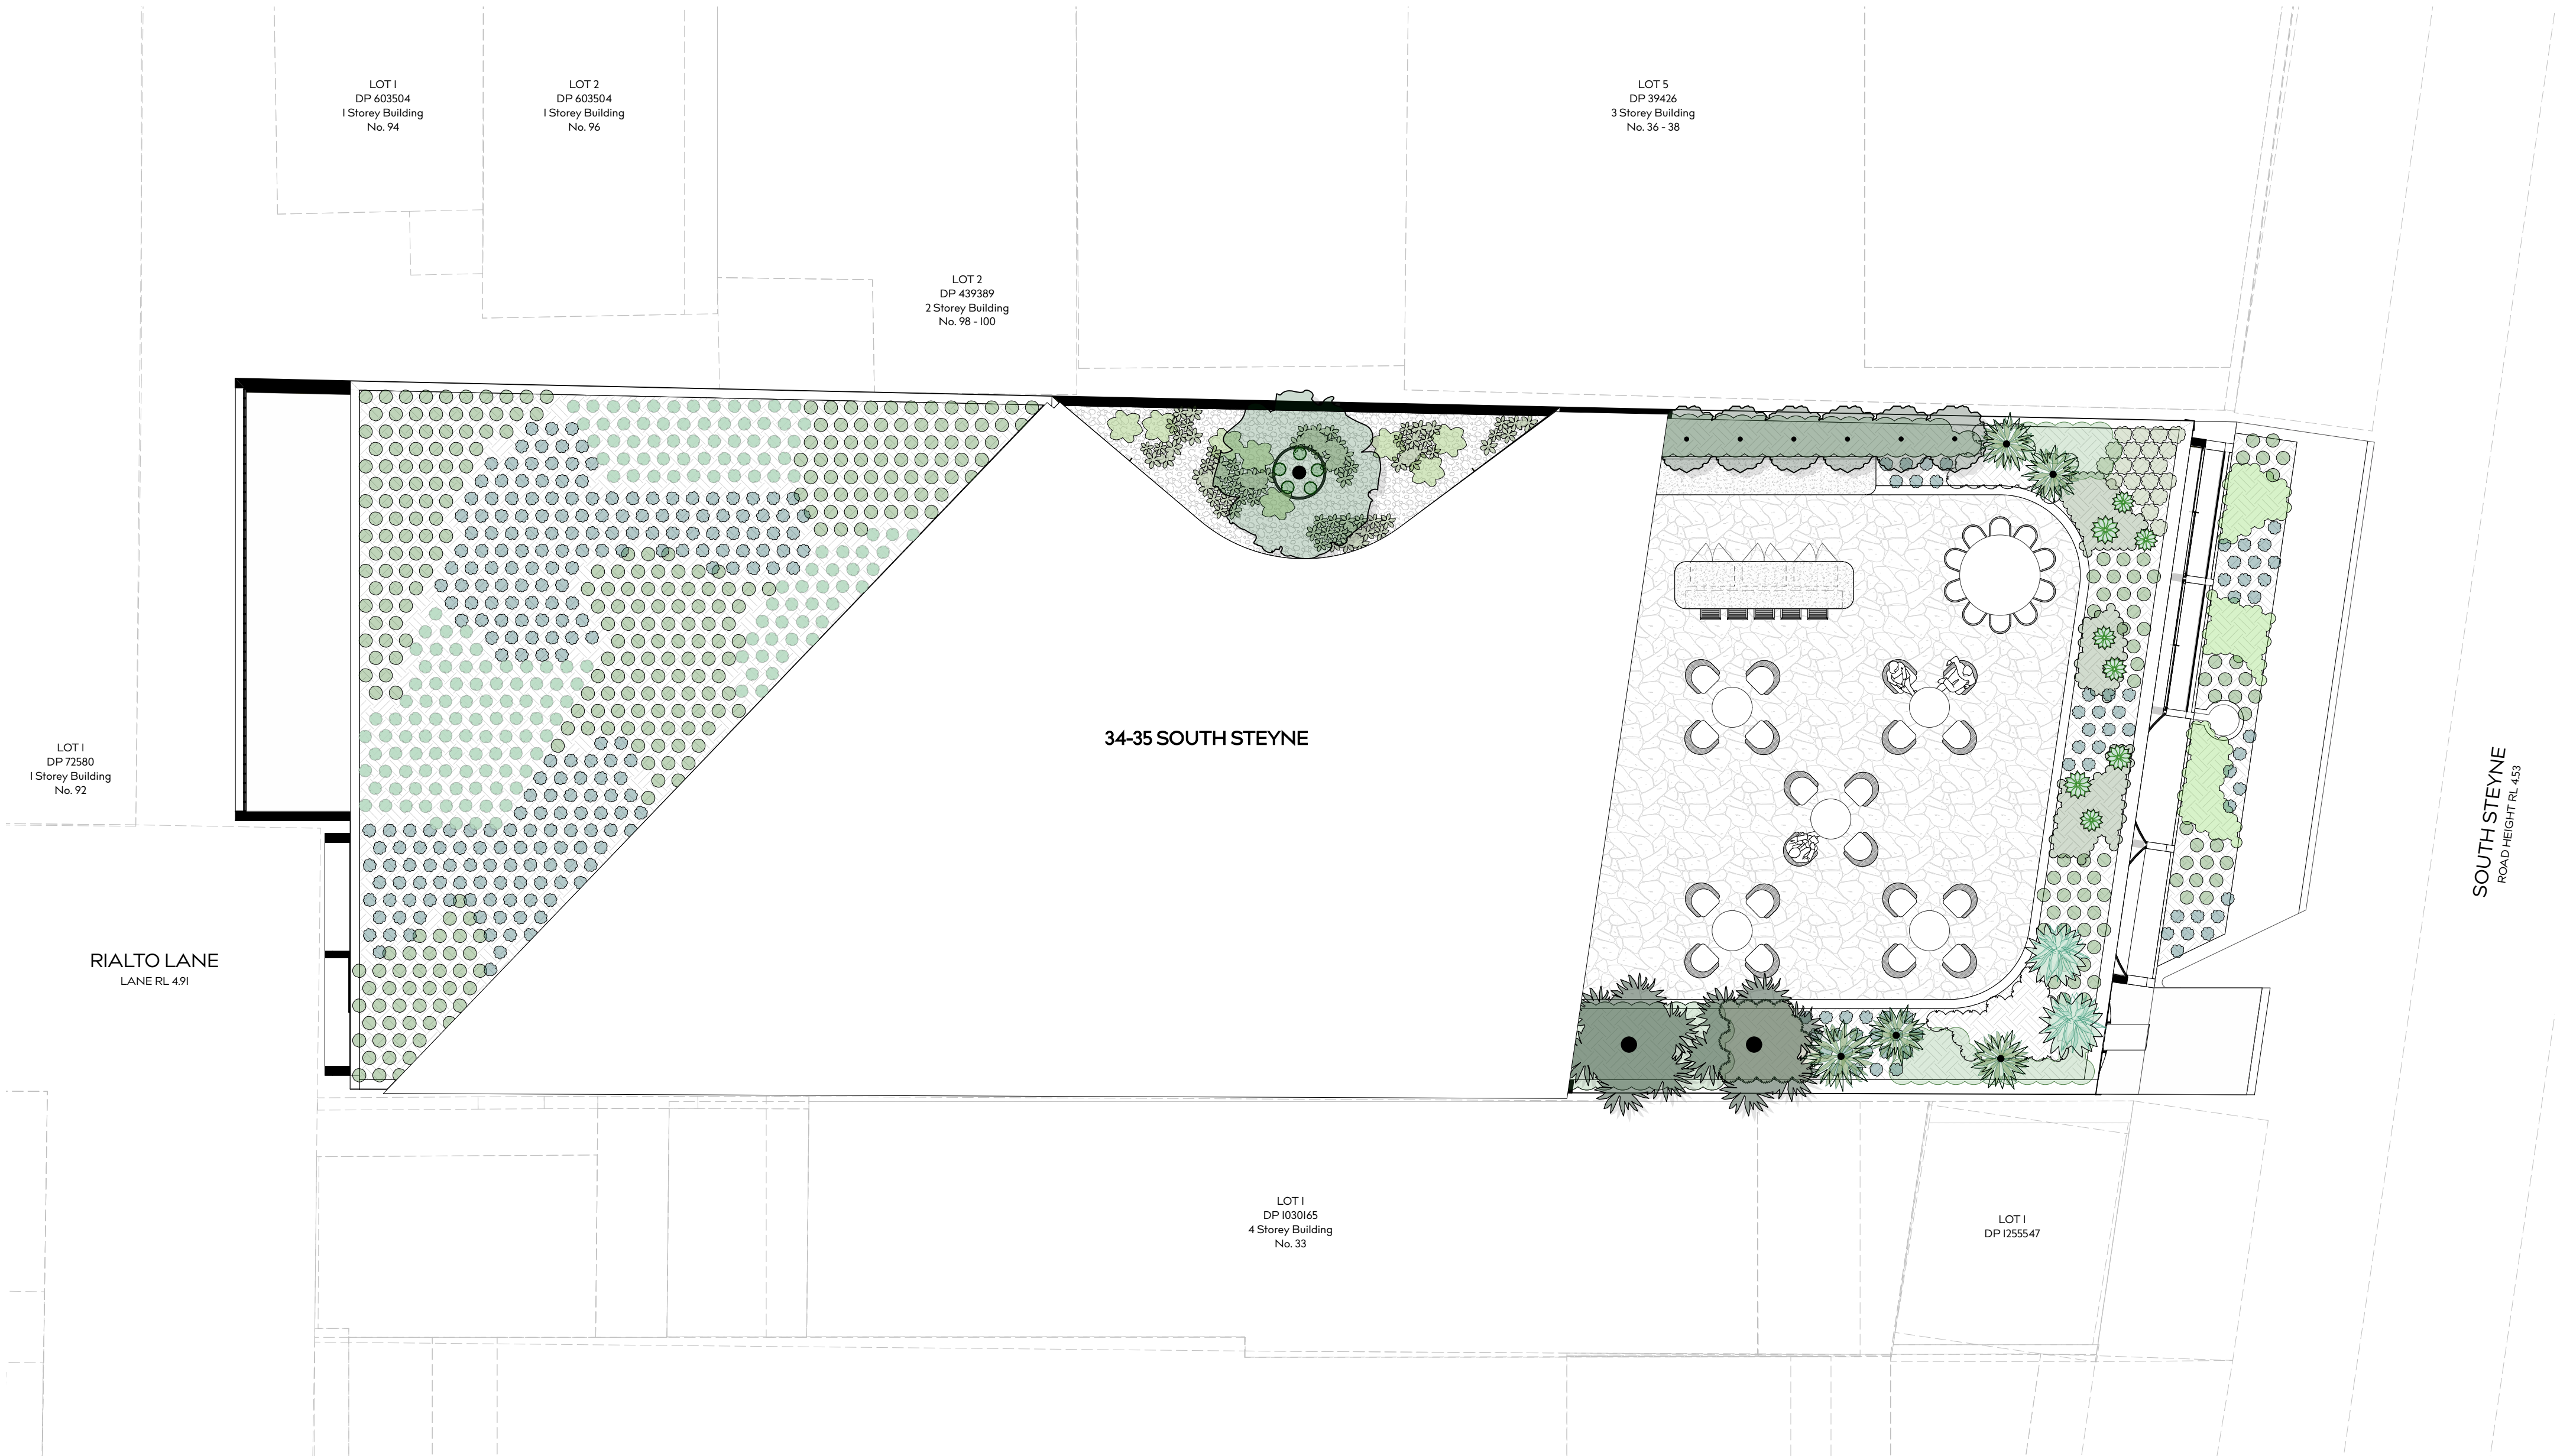 LOT 1
DP 603504
1 Storey Building
No. 94
LOT 2
DP 603504
1 Storey Building
No. 96
LOT 5
DP 39426
3 Storey Building
No. 36 - 38
LOT 2
DP 439389
2 Storey Building
No. 98 - 100
34-35 SOUTH STEYNE
LOT 1
DP 72580
1 Storey Building
No. 92
SOUTH STEYNE
ROAD HEIGHT RL 4.53
RIALTO LANE
LANE RL 4.91
LOT 1
DP 1030165
4 Storey Building
No. 33
LOT 1
DP 1255547